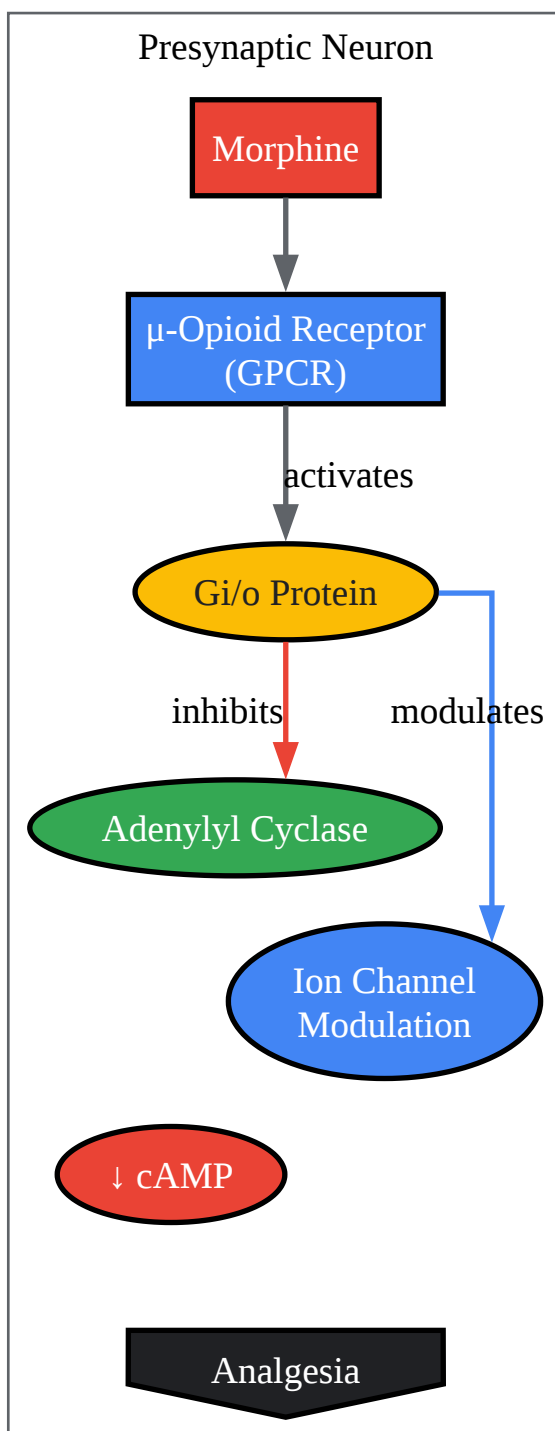 Presynaptic Neuron
Morphine
μ-Opioid Receptor
(GPCR)
activates
Gi/o Protein
inhibits
modulates
Adenylyl Cyclase
Ion Channel
Modulation
↓ cAMP
Analgesia